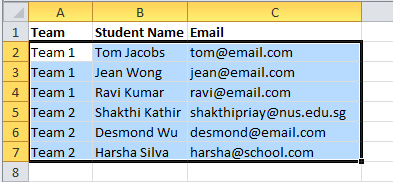 A B C
1 Team Student Name Email
2 Team 1 Tom Jacobs tom@email.com
3 Team 1 Jean Wong jean@email.com
4 Team 1 Ravi Kumar ravi@email.com
5 Team 2 Shakthi Kathir shakthipriay@nus.edu.sg
6 Team 2 Desmond Wu desmond@email.com
7 Team 2 Harsha Silva harsha@school.com
8